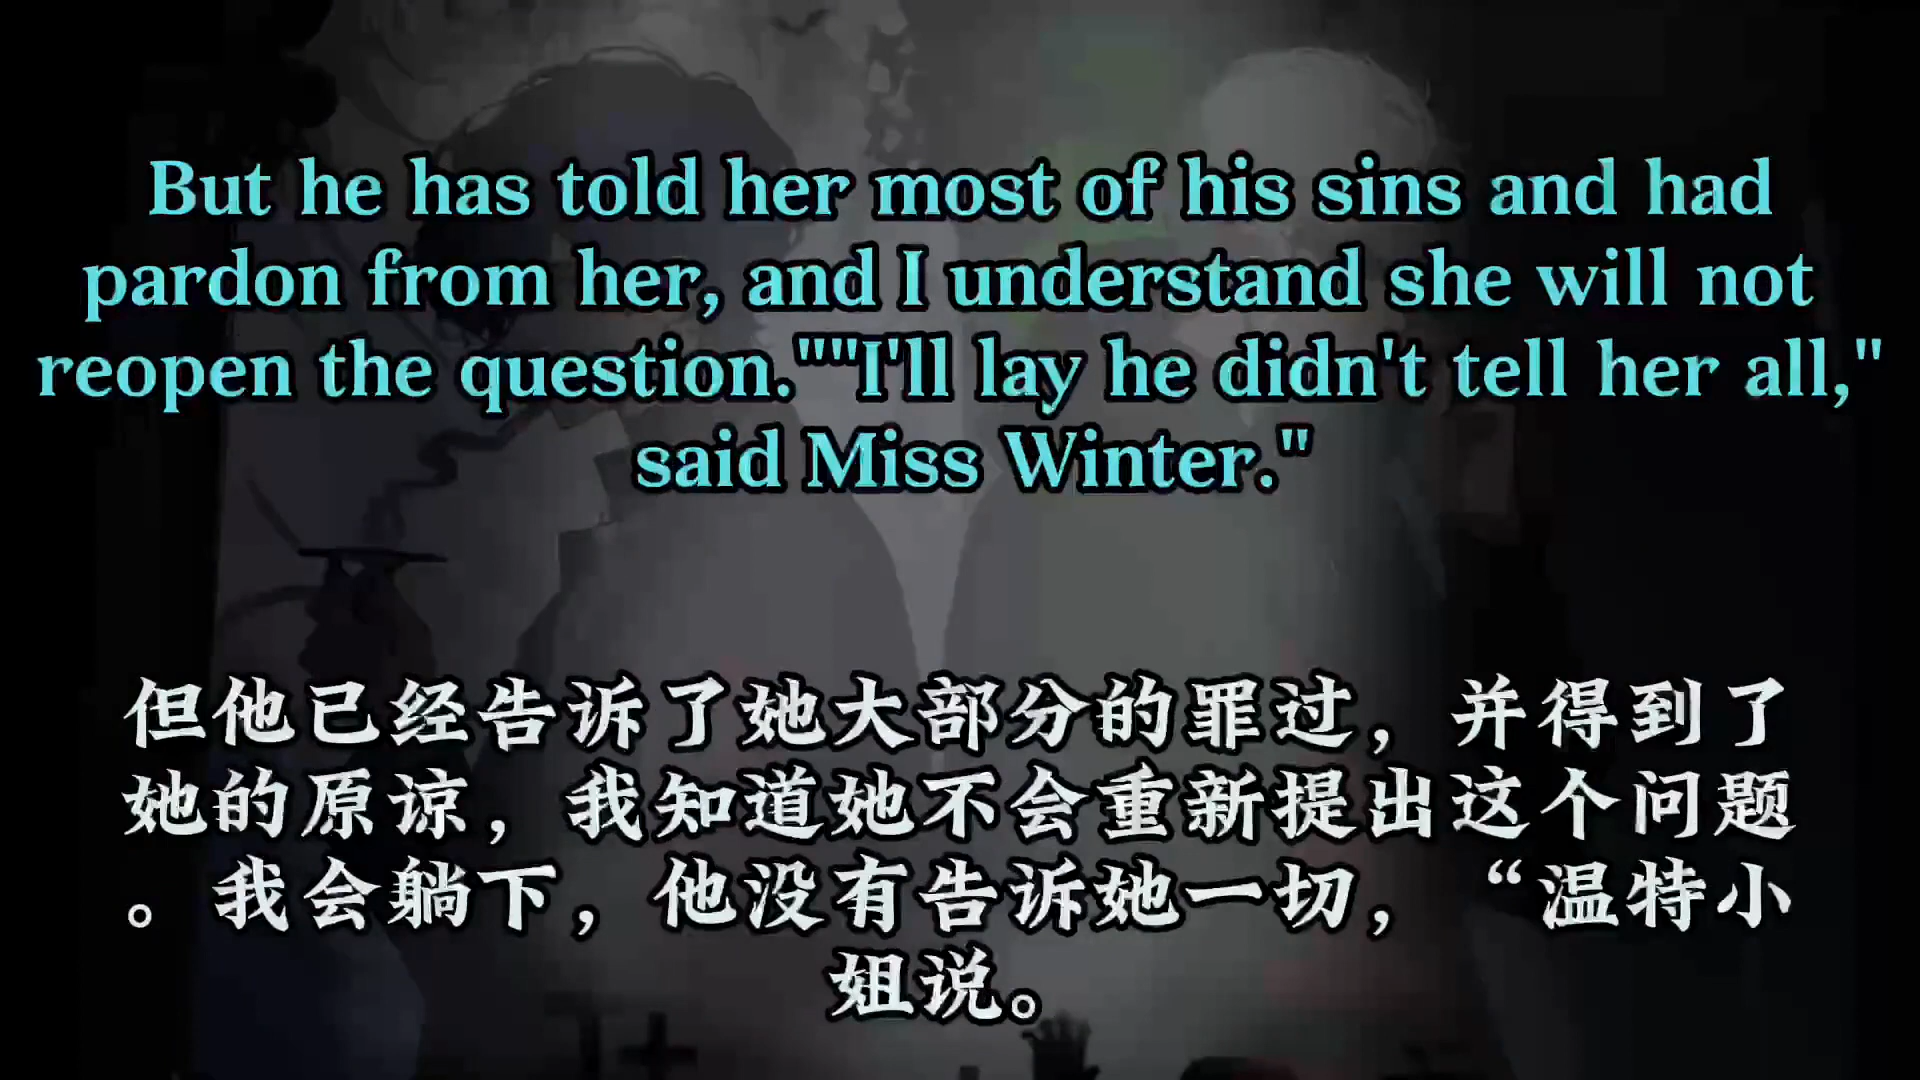 But he has told her most of his sins and had
pardon from her, and I understand she will not
reopen the question.""I'll lay he didn't tell her all,"
said Miss Winter."
但他已经告诉了她大部分的罪过，并得到了
她的原谅，我知道她不会重新提出这个问题
。我会躺下，他没有告诉她一切，“温特小
姐说。